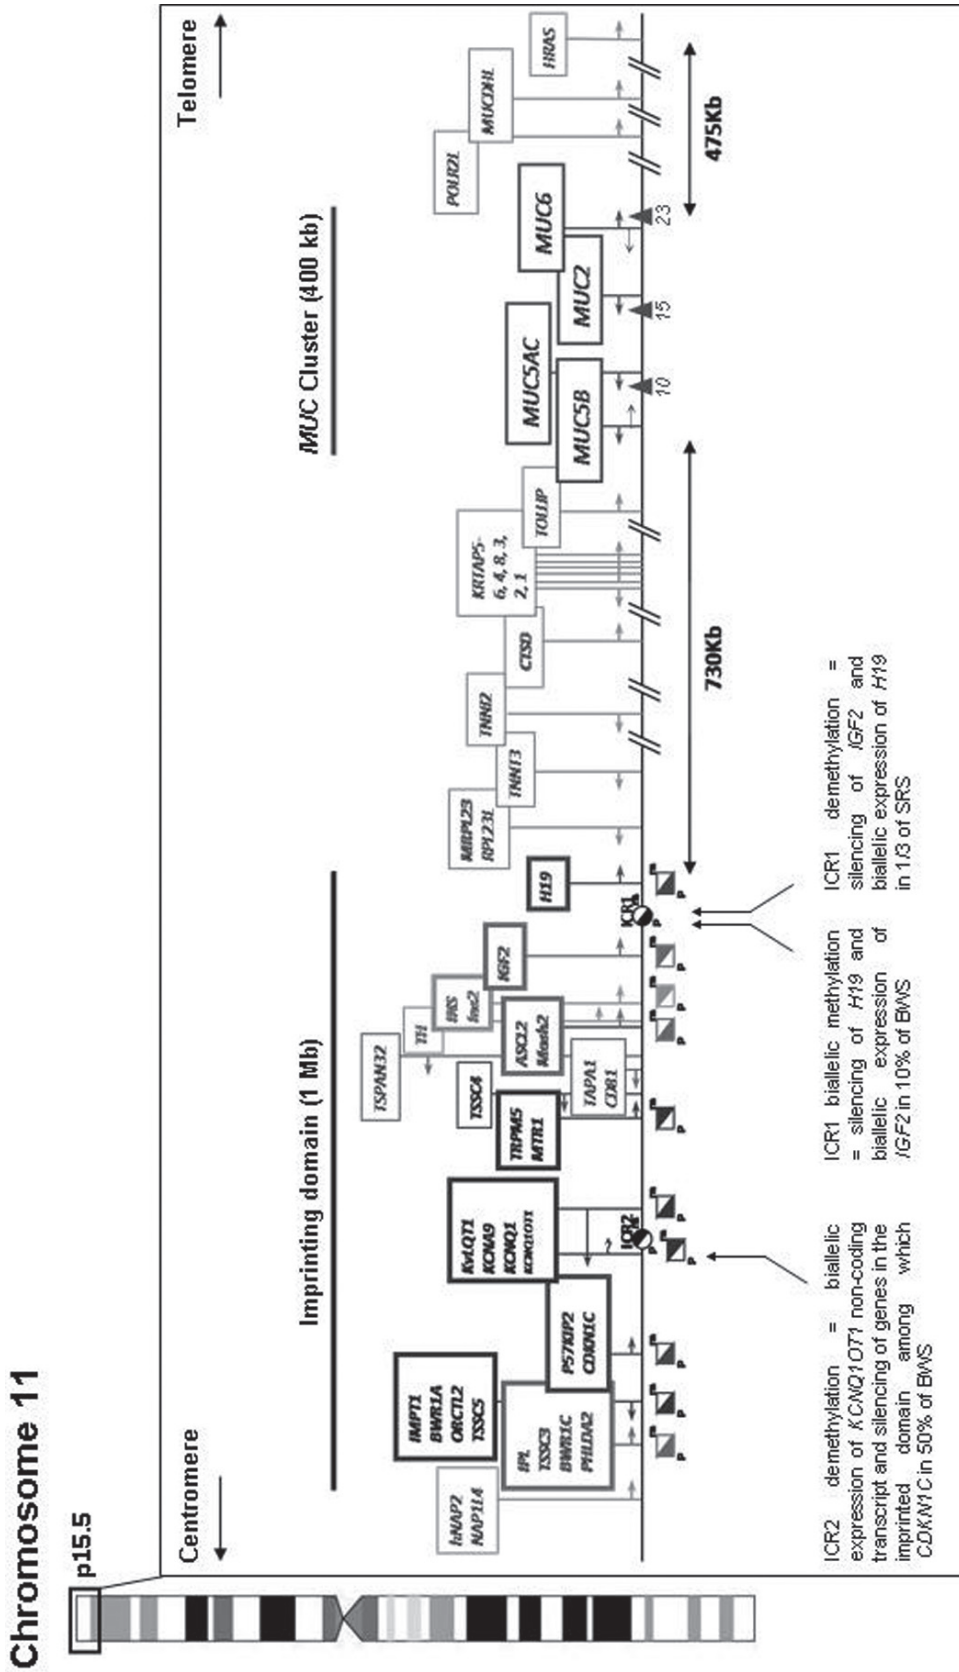 Chromosome 11
p15.5
Centromere
Telomere
Imprinting domain (1 Mb)
MUC Cluster (400 kb)
hNAP2
NAP1L4
IPL
TSSC3
BWR1C
PHLDA2
IMPT1
BWR1A
ORCTL2
TSSC5
P57KIP2
CDKN1C
KvLQT1
KCNA9
KCNQ1
KCNQ1OT1
TRPM5
MTR1
TSSC4
TAPA1
CD81
TSPAN32
ASCL2
Mash2
TH
INS
Ins2
IGF2
H19
MRPL23
RPL23L
TNNT3
TNNI2
CTSD
KRTAP5-
6, 4, 8, 3,
2, 1
TOLLIP
MUC5B
MUC5AC
MUC2
MUC6
POLR2L
MUCDHL
HRAS
ICR2
ICR1
m
p
m
p
m
p
m
p
m
p
m
p
m
p
m
p
m
p
m
p
m
p
m
p
10
15
23
730Kb
475Kb
ICR2 demethylation = biallelic
expression of KCNQ1OT1 non-coding
transcript and silencing of genes in the
imprinted domain among which
CDKN1C in 50% of BWS
ICR1 biallelic methylation
= silencing of H19 and
biallelic expression of
IGF2 in 10% of BWS
ICR1 demethylation =
silencing of IGF2 and
biallelic expression of H19
in 1/3 of SRS